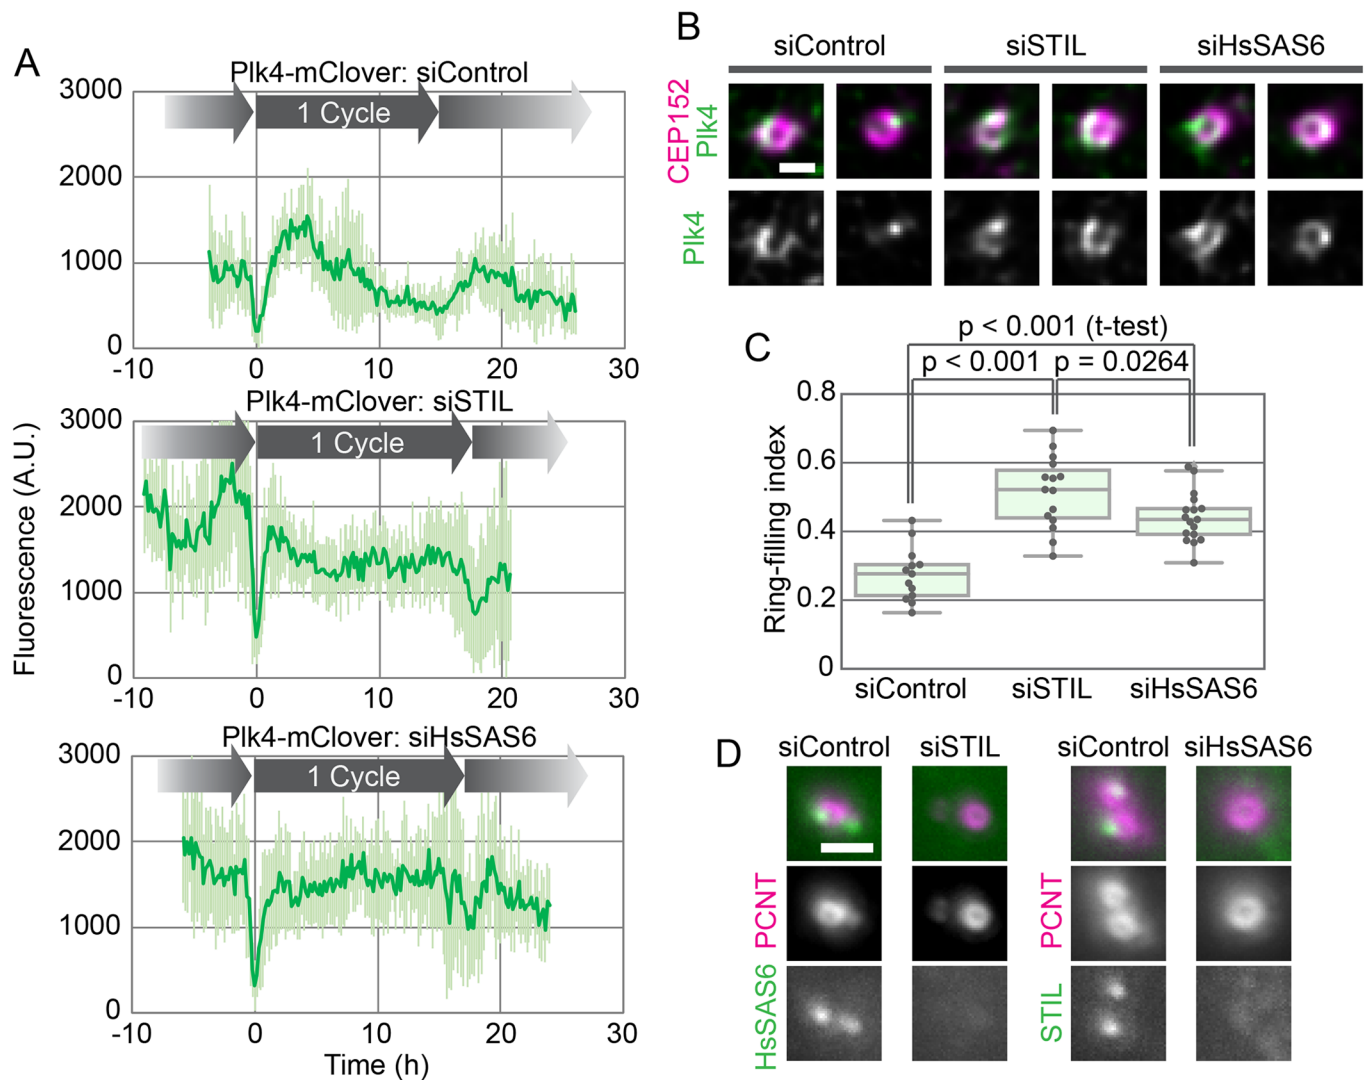 A
Plk4-mClover: siControl
3000
2000
1000
0
1 Cycle
-10 0 10 20 30
Plk4-mClover: siSTIL
3000
2000
1000
0
1 Cycle
-10 0 10 20 30
Plk4-mClover: siHsSAS6
3000
2000
1000
0
1 Cycle
-10 0 10 20 30
Time (h)
Fluorescence (A.U.)
B
siControl siSTIL siHsSAS6
CEP152
Plk4
Plk4
C
p < 0.001 (t-test)
p < 0.001 p = 0.0264
0.8
0.6
0.4
0.2
0
Ring-filling index
siControl siSTIL siHsSAS6
D
siControl siSTIL siControl siHsSAS6
PCNT
HsSAS6
PCNT
STIL